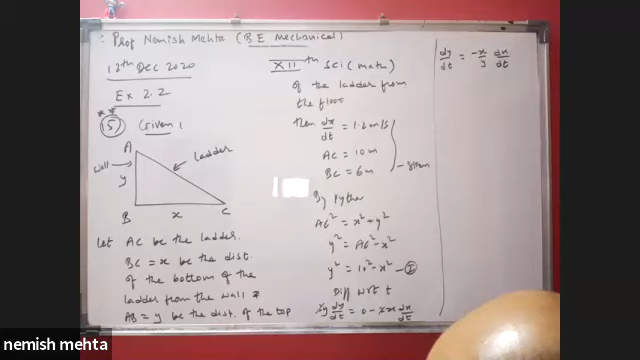 : Prof Nemish Mehta (BE Mechanical)
12th Dec 2020
Ex 2.2
**
(5) Given,
A
wall →
ladder
y
B
x
C
Let AC be the ladder.
BC = x be the dist.
of the bottom of the
ladder from the wall &
AB = y be the dist. of the top
XIIth Sci (math)
of the ladder from
the floor
then dx/dt = 1.2 m/s
AC = 10 m
BC = 6 m
- given
By Pytha
AC² = x² + y²
y² = AC² - x²
y² = 10² - x² - (I)
Diff wrt t
2y dy/dt = 0 - 2x dx/dt
dy/dt = -x/y dx/dt
nemish mehta